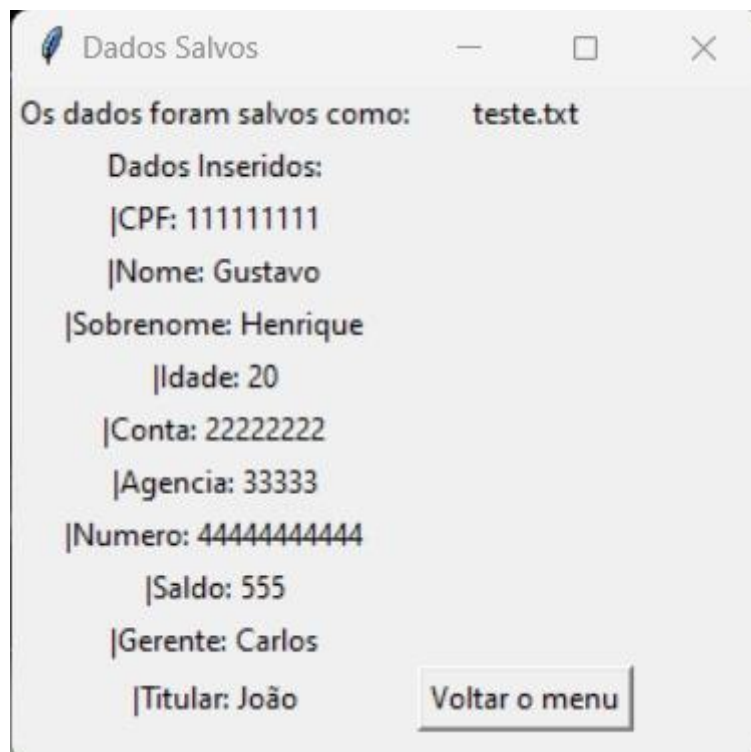 Dados Salvos
Os dados foram salvos como: teste.txt
Dados Inseridos:
|CPF: 111111111
|Nome: Gustavo
|Sobrenome: Henrique
|Idade: 20
|Conta: 22222222
|Agencia: 33333
|Numero: 44444444444
|Saldo: 555
|Gerente: Carlos
|Titular: João Voltar o menu